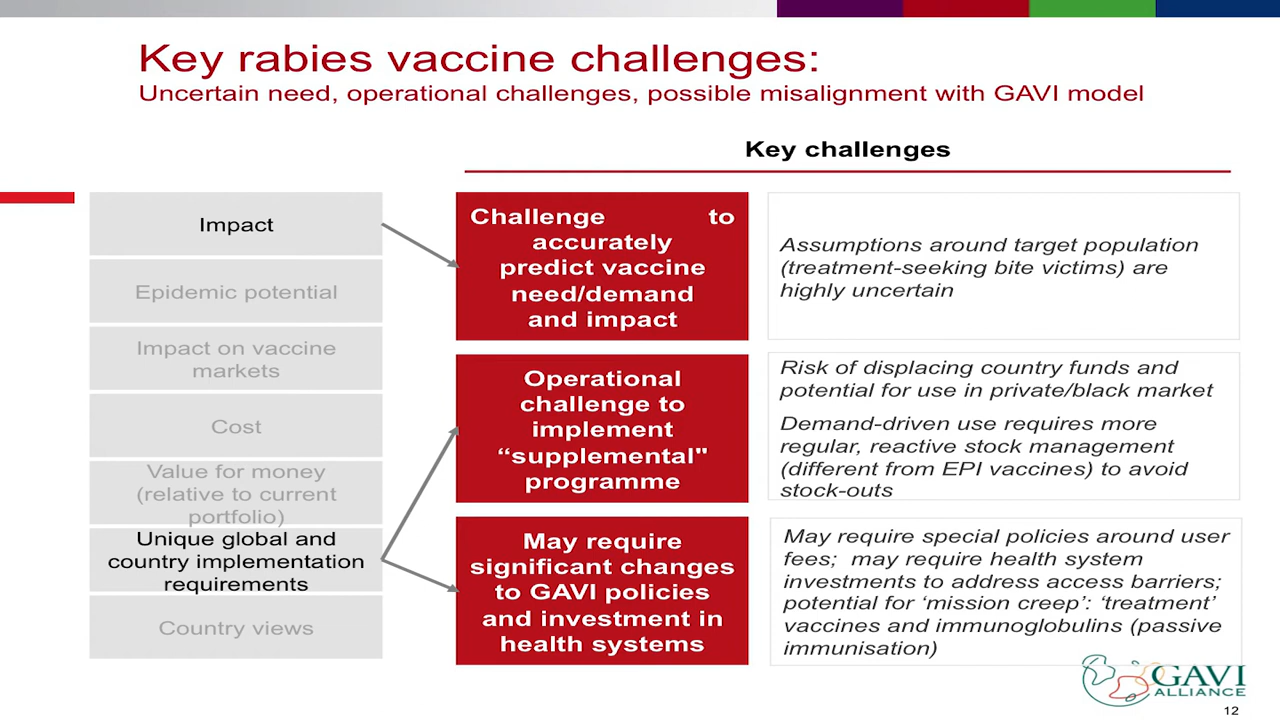 Key rabies vaccine challenges:
Uncertain need, operational challenges, possible misalignment with GAVI model
Key challenges
Impact
Epidemic potential
Impact on vaccine
markets
Cost
Value for money
(relative to current
portfolio)
Unique global and
country implementation
requirements
Country views
Challenge to
accurately
predict vaccine
need/demand
and impact
Assumptions around target population
(treatment-seeking bite victims) are
highly uncertain
Operational
challenge to
implement
“supplemental"
programme
Risk of displacing country funds and
potential for use in private/black market
Demand-driven use requires more
regular, reactive stock management
(different from EPI vaccines) to avoid
stock-outs
May require
significant changes
to GAVI policies
and investment in
health systems
May require special policies around user
fees;  may require health system
investments to address access barriers;
potential for ‘mission creep’: ‘treatment’
vaccines and immunoglobulins (passive
immunisation)
GAVI
ALLIANCE
12